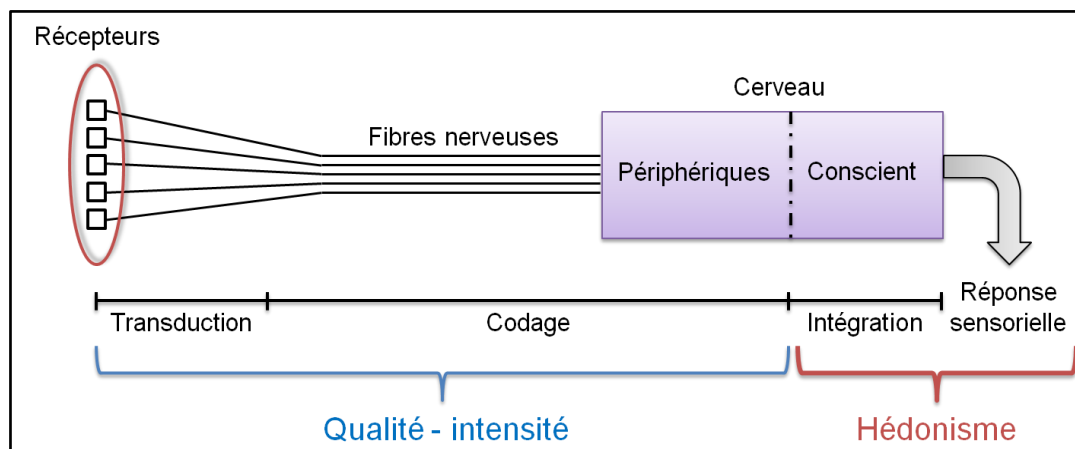 Récepteurs
Cerveau
Fibres nerveuses
Périphériques
Conscient
Transduction
Codage
Intégration
Réponse
sensorielle
Qualité - intensité
Hédonisme